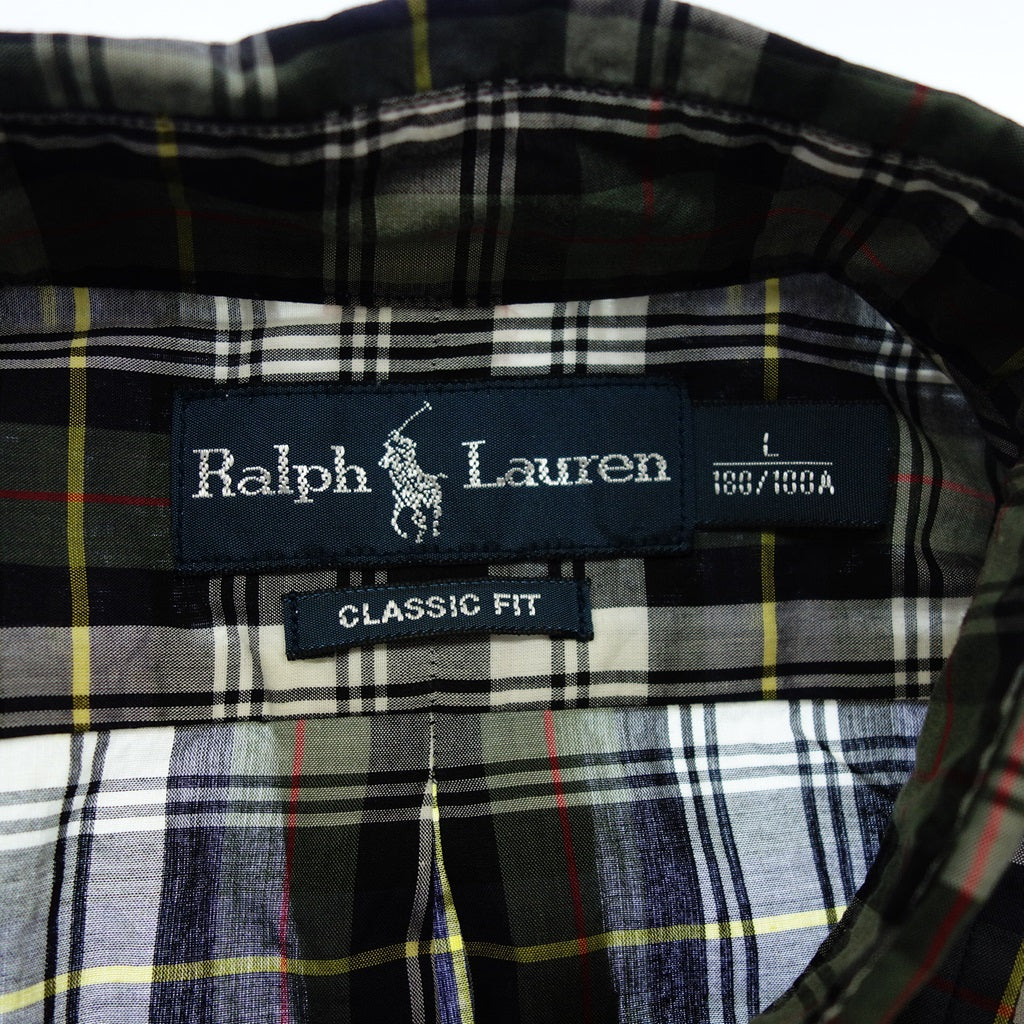 Ralph Lauren
L
180/100A
CLASSIC FIT